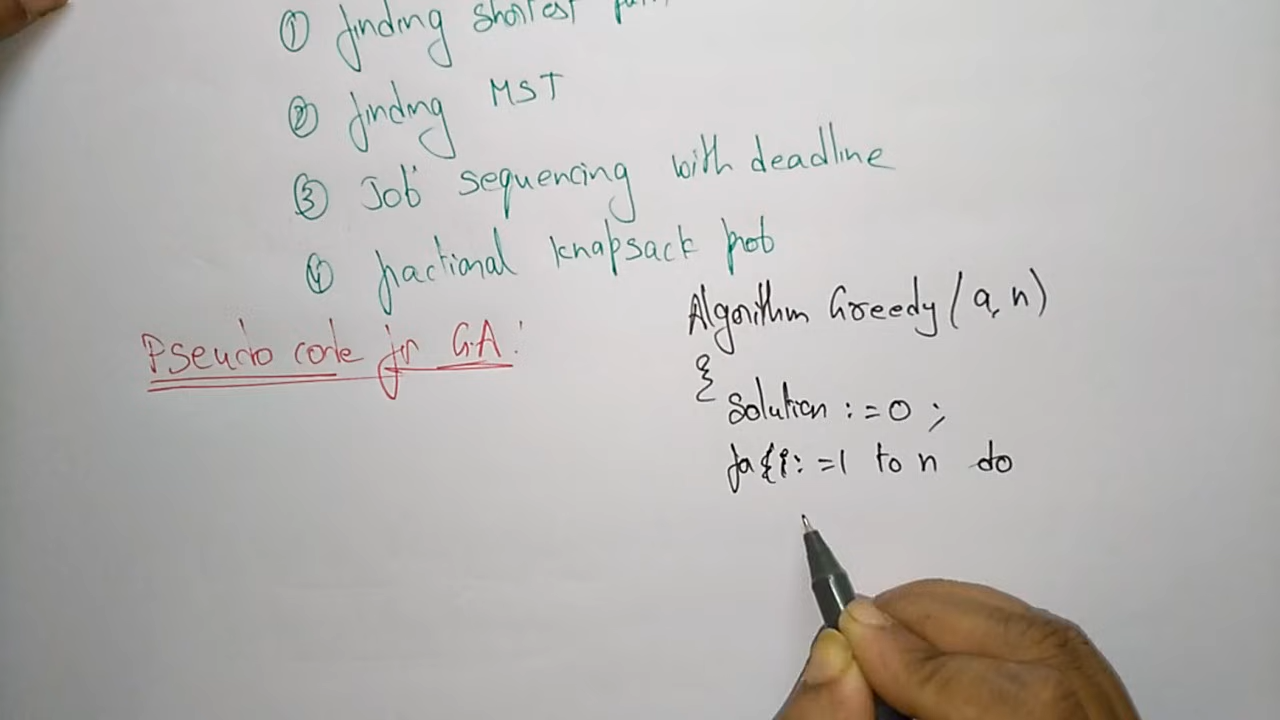 ① finding shortest
② finding MST
③ Job sequencing with deadline
④ fractional knapsack prob
Pseudo code for G.A:
Algorithm Greedy (a, n)
{
Solution := 0 ;
for i := 1 to n do